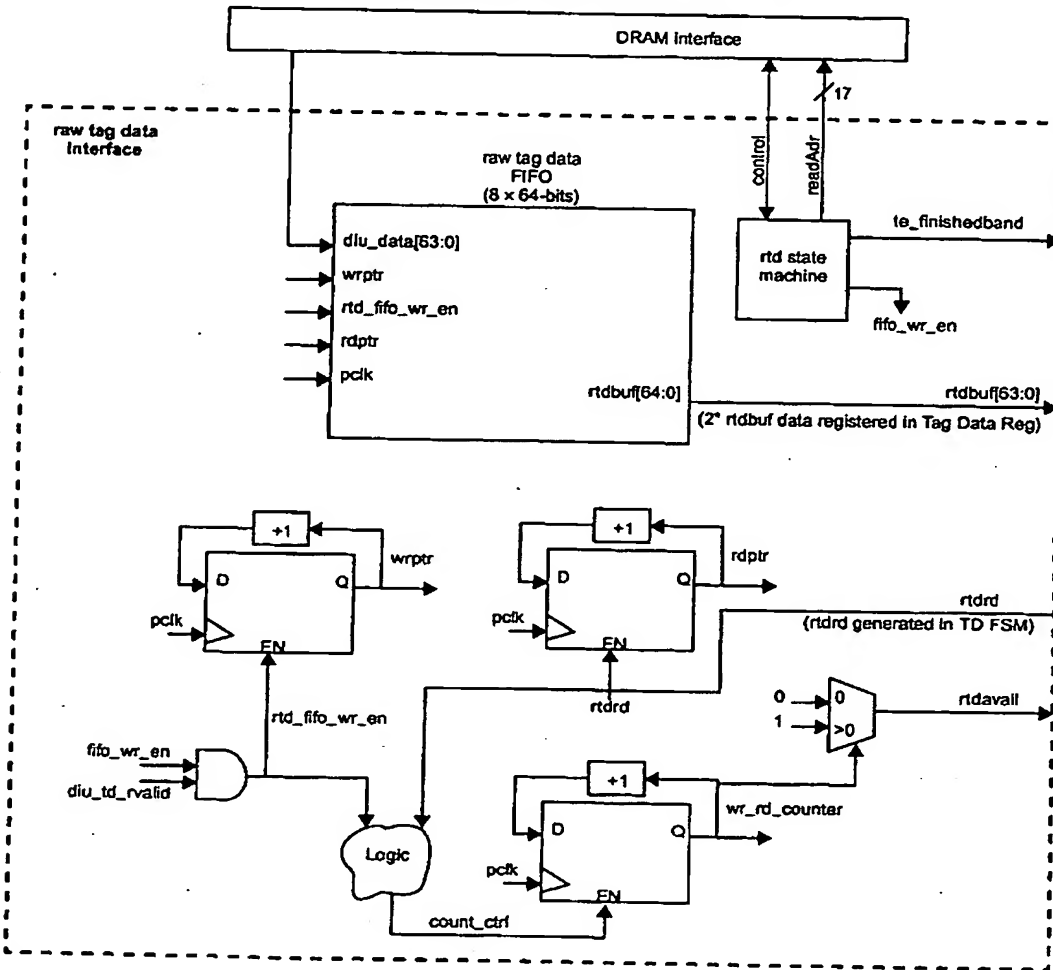 DRAM Interface
17
raw tag data
Interface
raw tag data
FIFO
(8 × 64-bits)
control
readAdr
diu_data[63:0]
wrptr
rtd_fifo_wr_en
rdptr
pclk
rtdbuf[64:0]
rtd state
machine
te_finishedband
fifo_wr_en
rtdbuf[63:0]
(2* rtdbuf data registered in Tag Data Reg)
+1
wrptr
D
Q
pclk
EN
+1
rdptr
D
Q
pclk
EN
rtdrd
rtdrd
(rtdrd generated in TD FSM)
rtd_fifo_wr_en
fifo_wr_en
diu_td_rvalid
0
0
1
>0
rtdavail
+1
wr_rd_counter
D
Q
pclk
EN
Logic
count_ctrl